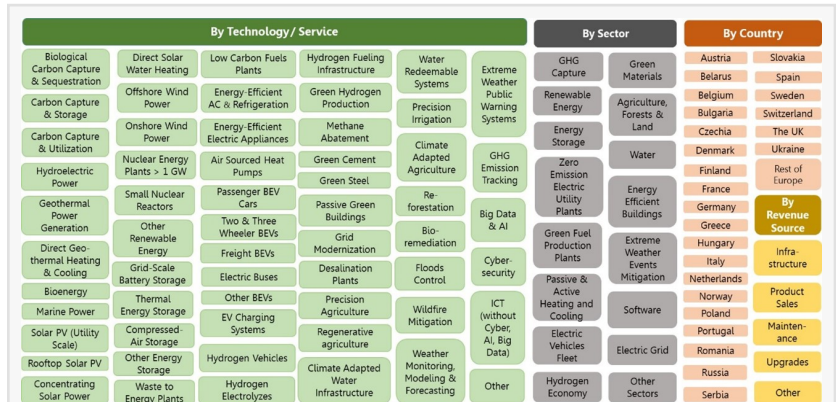 By Technology/ Service
Biological
Carbon Capture
& Sequestration
Carbon Capture
& Storage
Carbon Capture
& Utilization
Hydroelectric
Power
Geothermal
Power
Generation
Direct Geo-
thermal Heating
& Cooling
Bioenergy
Marine Power
Solar PV (Utility
Scale)
Rooftop Solar PV
Concentrating
Solar Power
Direct Solar
Water Heating
Offshore Wind
Power
Onshore Wind
Power
Nuclear Energy
Plants > 1 GW
Small Nuclear
Reactors
Other
Renewable
Energy
Grid-Scale
Battery Storage
Thermal
Energy Storage
Compressed-
Air Storage
Other Energy
Storage
Waste to
Energy Plants
Low Carbon Fuels
Plants
Energy-Efficient
AC & Refrigeration
Energy-Efficient
Electric Appliances
Air Sourced Heat
Pumps
Passenger BEV
Cars
Two & Three
Wheeler BEVs
Freight BEVs
Electric Buses
Other BEVs
EV Charging
Systems
Hydrogen Vehicles
Hydrogen
Electrolyzes
Hydrogen Fueling
Infrastructure
Green Hydrogen
Production
Methane
Abatement
Green Cement
Green Steel
Passive Green
Buildings
Grid
Modernization
Desalination
Plants
Precision
Agriculture
Regenerative
agriculture
Climate Adapted
Water
Infrastructure
Water
Redeemable
Systems
Precision
Irrigation
Climate
Adapted
Agriculture
Re-
forestation
Bio-
remediation
Floods
Control
Wildfire
Mitigation
Weather
Monitoring,
Modeling &
Forecasting
Extreme
Weather
Public
Warning
Systems
GHG
Emission
Tracking
Big Data
& AI
Cyber-
security
ICT
(without
Cyber,
AI, Big
Data)
Other
By Sector
GHG
Capture
Renewable
Energy
Energy
Storage
Zero
Emission
Electric
Utility
Plants
Green Fuel
Production
Plants
Passive &
Active
Heating and
Cooling
Electric
Vehicles
Fleet
Hydrogen
Economy
Green
Materials
Agriculture,
Forests &
Land
Water
Energy
Efficient
Buildings
Extreme
Weather
Events
Mitigation
Software
Electric Grid
Other
Sectors
By Country
Austria
Belarus
Belgium
Bulgaria
Czechia
Denmark
Finland
France
Germany
Greece
Hungary
Italy
Netherlands
Norway
Poland
Portugal
Romania
Russia
Serbia
Slovakia
Spain
Sweden
Switzerland
The UK
Ukraine
Rest of
Europe
By
Revenue
Source
Infra-
structure
Product
Sales
Mainten-
ance
Upgrades
Other